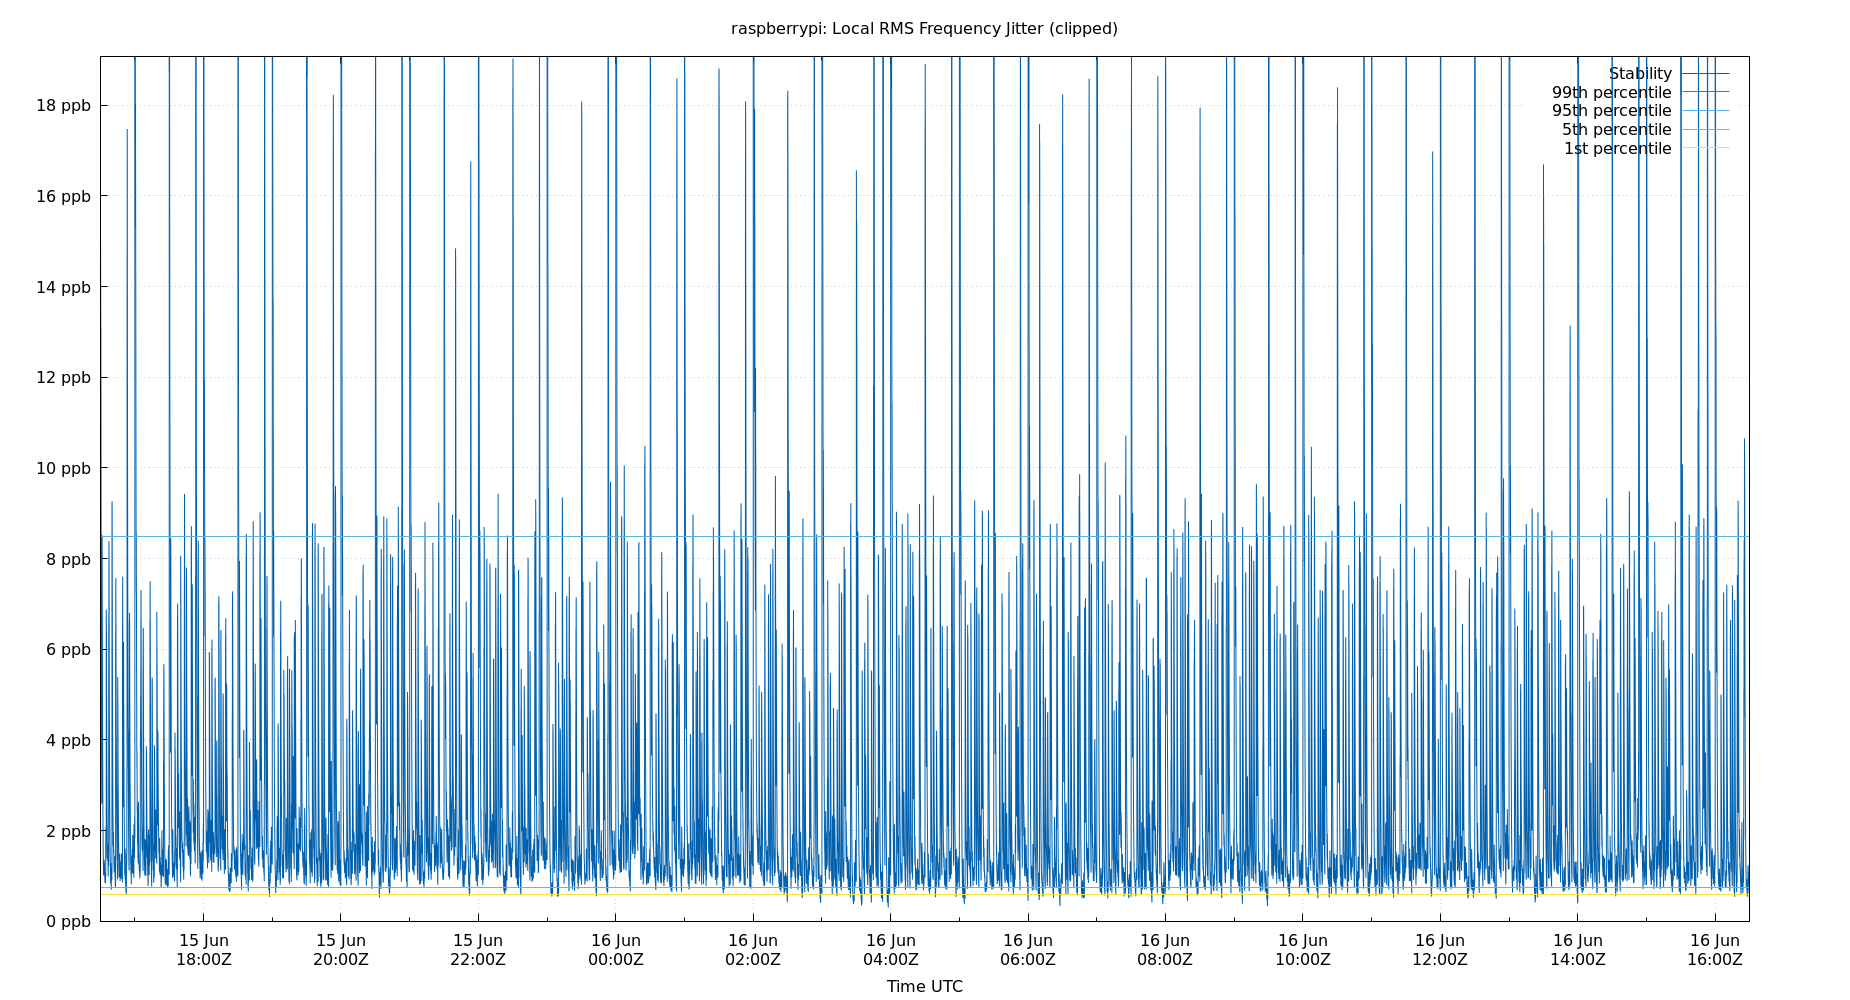 raspberrypi: Local RMS Frequency Jitter (clipped)
Stability
99th percentile
95th percentile
5th percentile
1st percentile
18 ppb
16 ppb
14 ppb
12 ppb
10 ppb
8 ppb
6 ppb
4 ppb
2 ppb
0 ppb
15 Jun 15 Jun 15 Jun 16 Jun 16 Jun 16 Jun 16 Jun 16 Jun 16 Jun 16 Jun 16 Jun 16 Jun
18:00Z 20:00Z 22:00Z 00:00Z 02:00Z 04:00Z 06:00Z 08:00Z 10:00Z 12:00Z 14:00Z 16:00Z
Time UTC